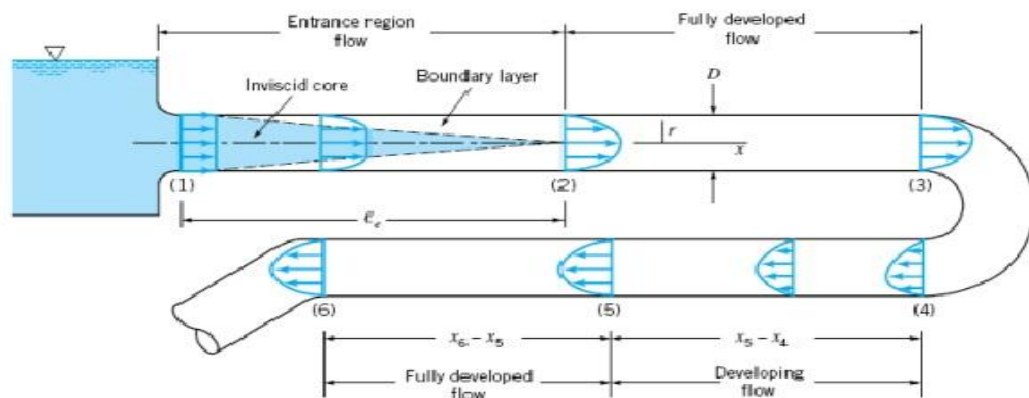 Entrance region
flow
Fully developed
flow
Inviscid core
Boundary layer
D
r
x
(1)
(2)
(3)
ℓe
(6)
(5)
(4)
x6 – x5
x5 – x4
Fully developed
flow
Developing
flow